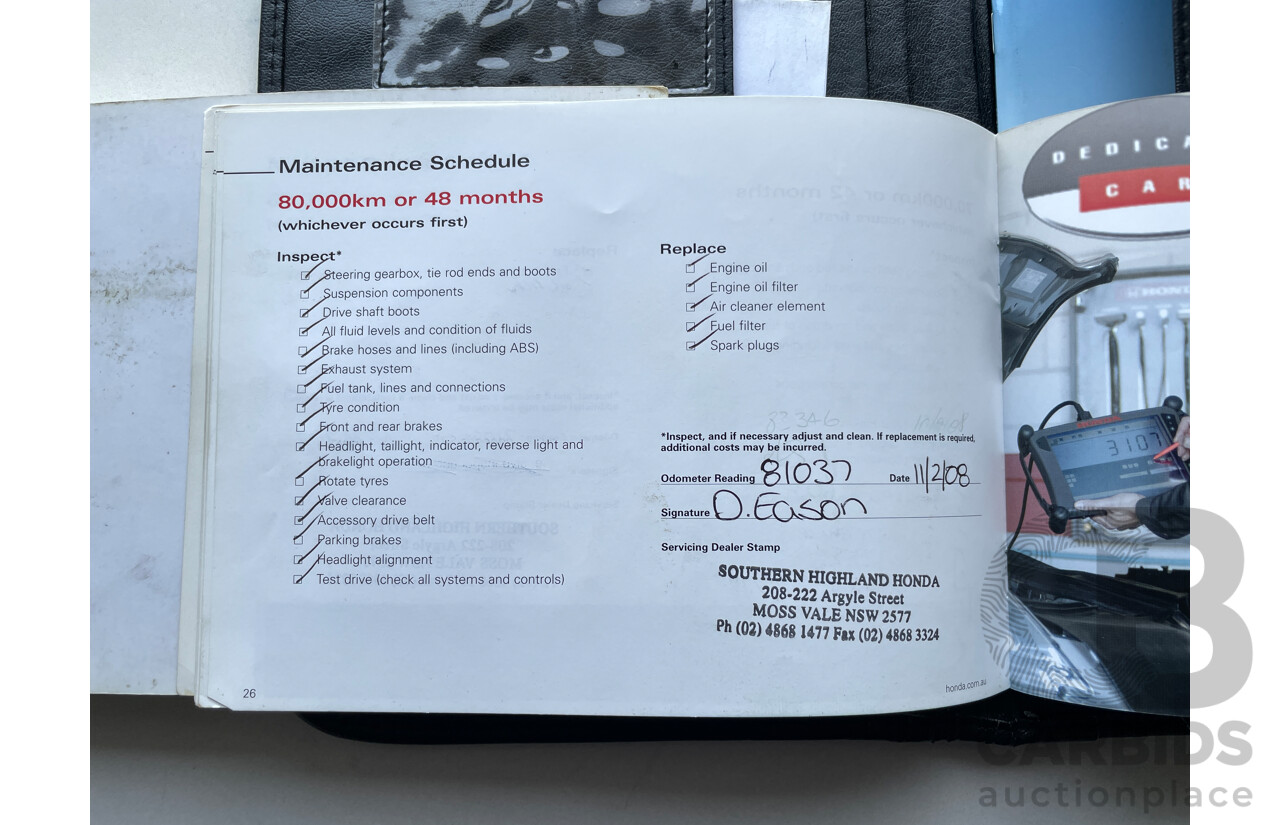 Maintenance Schedule
80,000km or 48 months
(whichever occurs first)
Inspect*
Steering gearbox, tie rod ends and boots
Suspension components
Drive shaft boots
All fluid levels and condition of fluids
Brake hoses and lines (including ABS)
Exhaust system
Fuel tank, lines and connections
Tyre condition
Front and rear brakes
Headlight, taillight, indicator, reverse light and
brakelight operation
Rotate tyres
Valve clearance
Accessory drive belt
Parking brakes
Headlight alignment
Test drive (check all systems and controls)
26
Replace
Engine oil
Engine oil filter
Air cleaner element
Fuel filter
Spark plugs
*Inspect, and if necessary adjust and clean. If replacement is required,
additional costs may be incurred.
Odometer Reading 81037 Date 11/2/08
Signature D. Eason
Servicing Dealer Stamp
SOUTHERN HIGHLAND HONDA
208-222 Argyle Street
MOSS VALE NSW 2577
Ph (02) 4868 1477 Fax (02) 4868 3324
honda.com.au
DEDICA
CAR
HOND
3107
CARBIDS
auctionplace